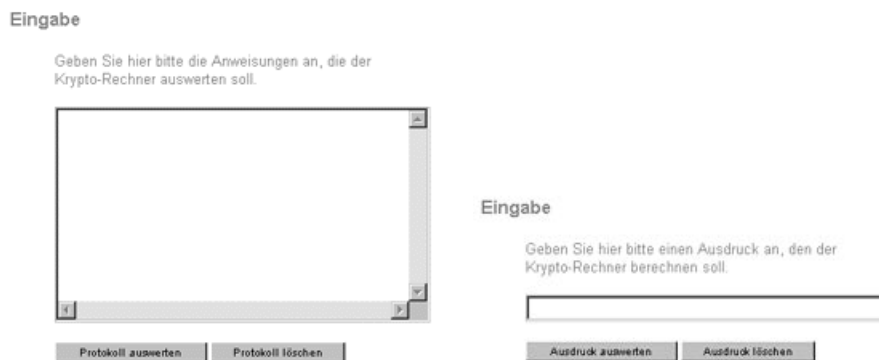 Eingabe
Geben Sie hier bitte die Anweisungen an, die der
Krypto-Rechner auswerten soll.
Protokoll auswerten
Protokoll löschen
Eingabe
Geben Sie hier bitte einen Ausdruck an, den der
Krypto-Rechner berechnen soll.
Ausdruck auswerten
Ausdruck löschen